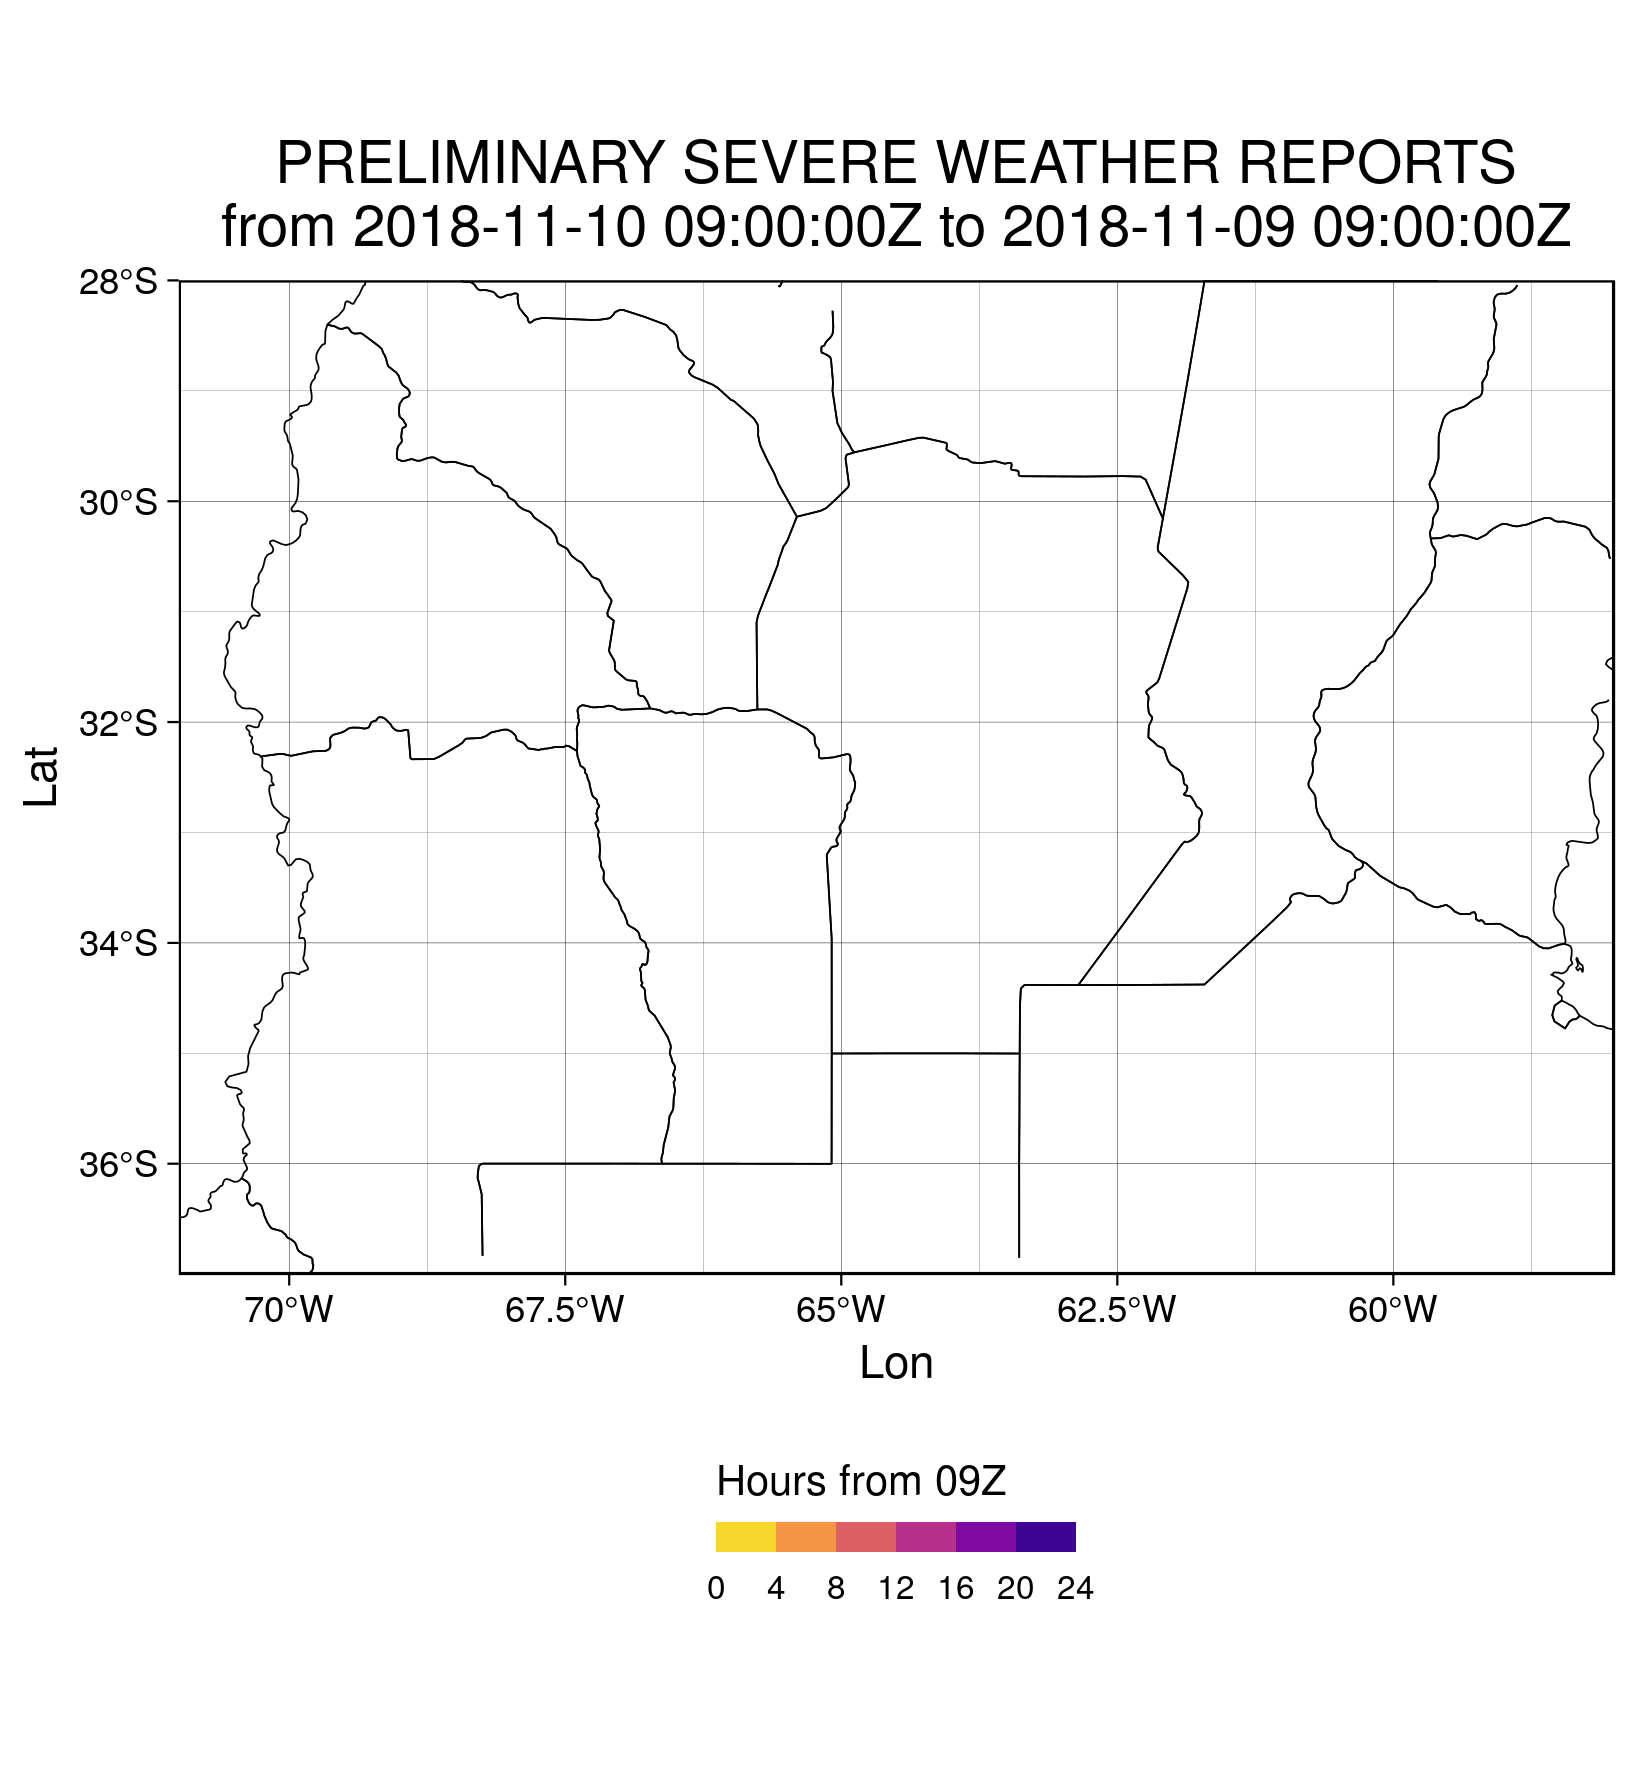 PRELIMINARY SEVERE WEATHER REPORTS
from 2018-11-10 09:00:00Z to 2018-11-09 09:00:00Z
28°S
30°S
32°S
34°S
36°S
Lat
70°W 67.5°W 65°W 62.5°W 60°W
Lon
Hours from 09Z
0 4 8 12 16 20 24